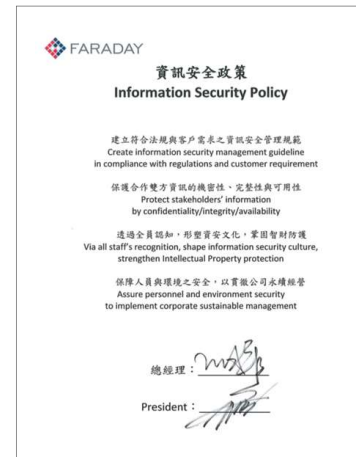 FARADAY
資訊安全政策
Information Security Policy
建立符合法規與客戶需求之資訊安全管理規範
Create information security management guideline
in compliance with regulations and customer requirement
保護合作雙方資訊的機密性、完整性與可用性
Protect stakeholders' information
by confidentiality/integrity/availability
透過全員認知，形塑資安文化，鞏固智財防護
Via all staff's recognition, shape information security culture,
strengthen Intellectual Property protection
保障人員與環境之安全，以貫徹公司永續經營
Assure personnel and environment security
to implement corporate sustainable management
總經理：
President：